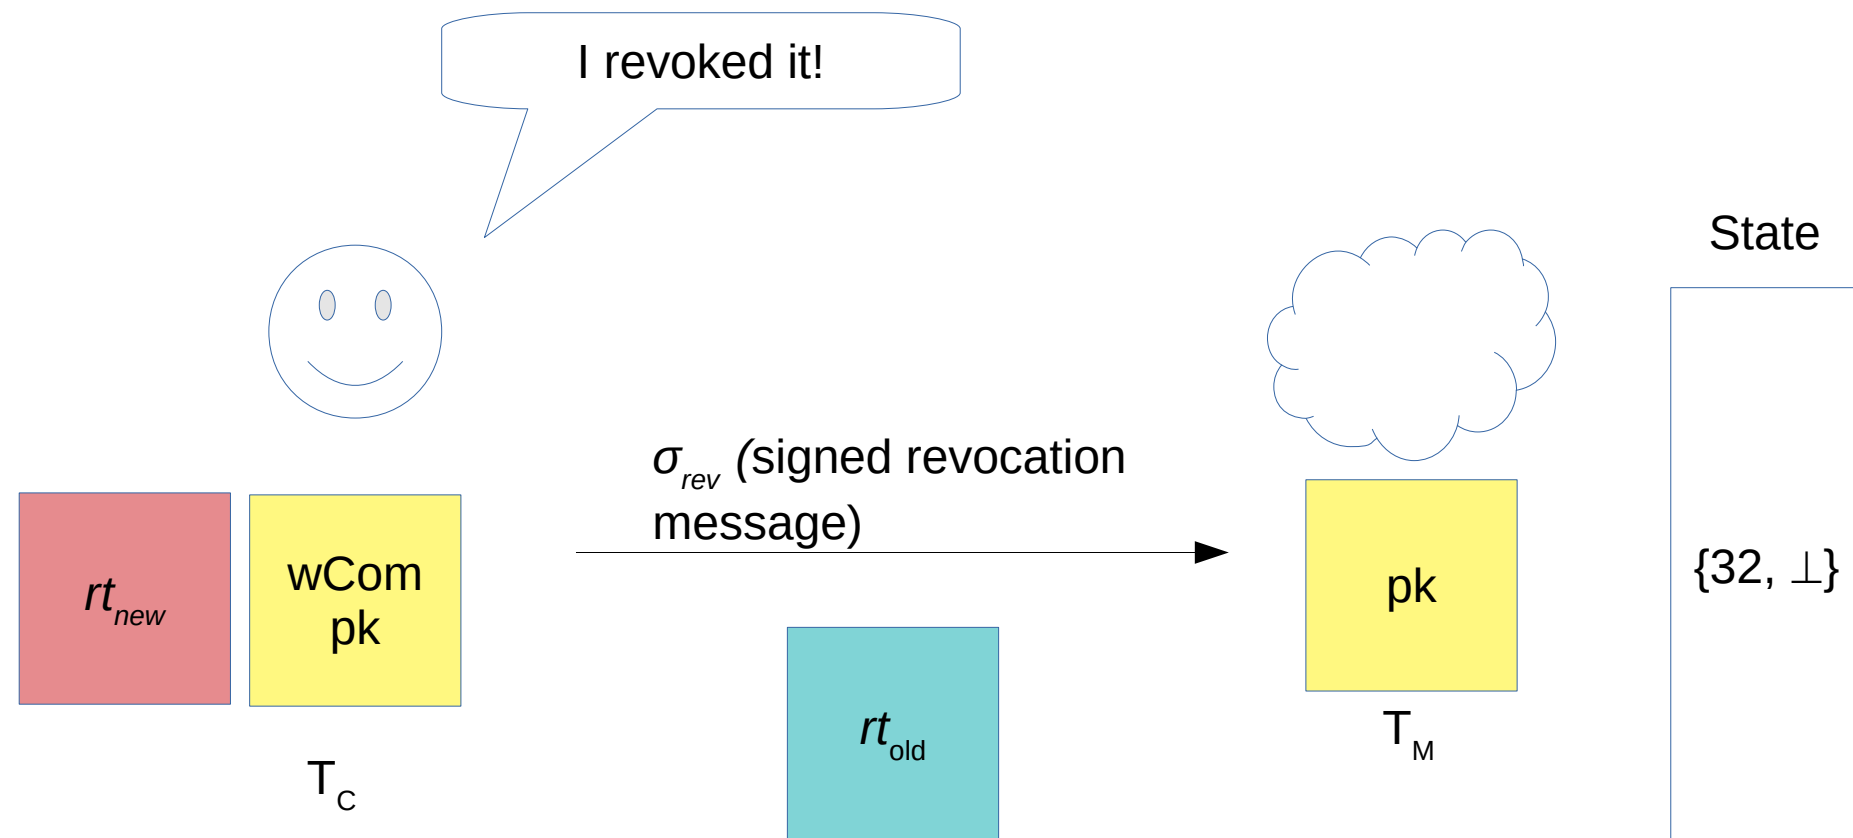 I revoked it!
State
σrev (signed revocation
message)
rtnew
wCom
pk
pk
{32, ⊥}
rtold
TM
TC